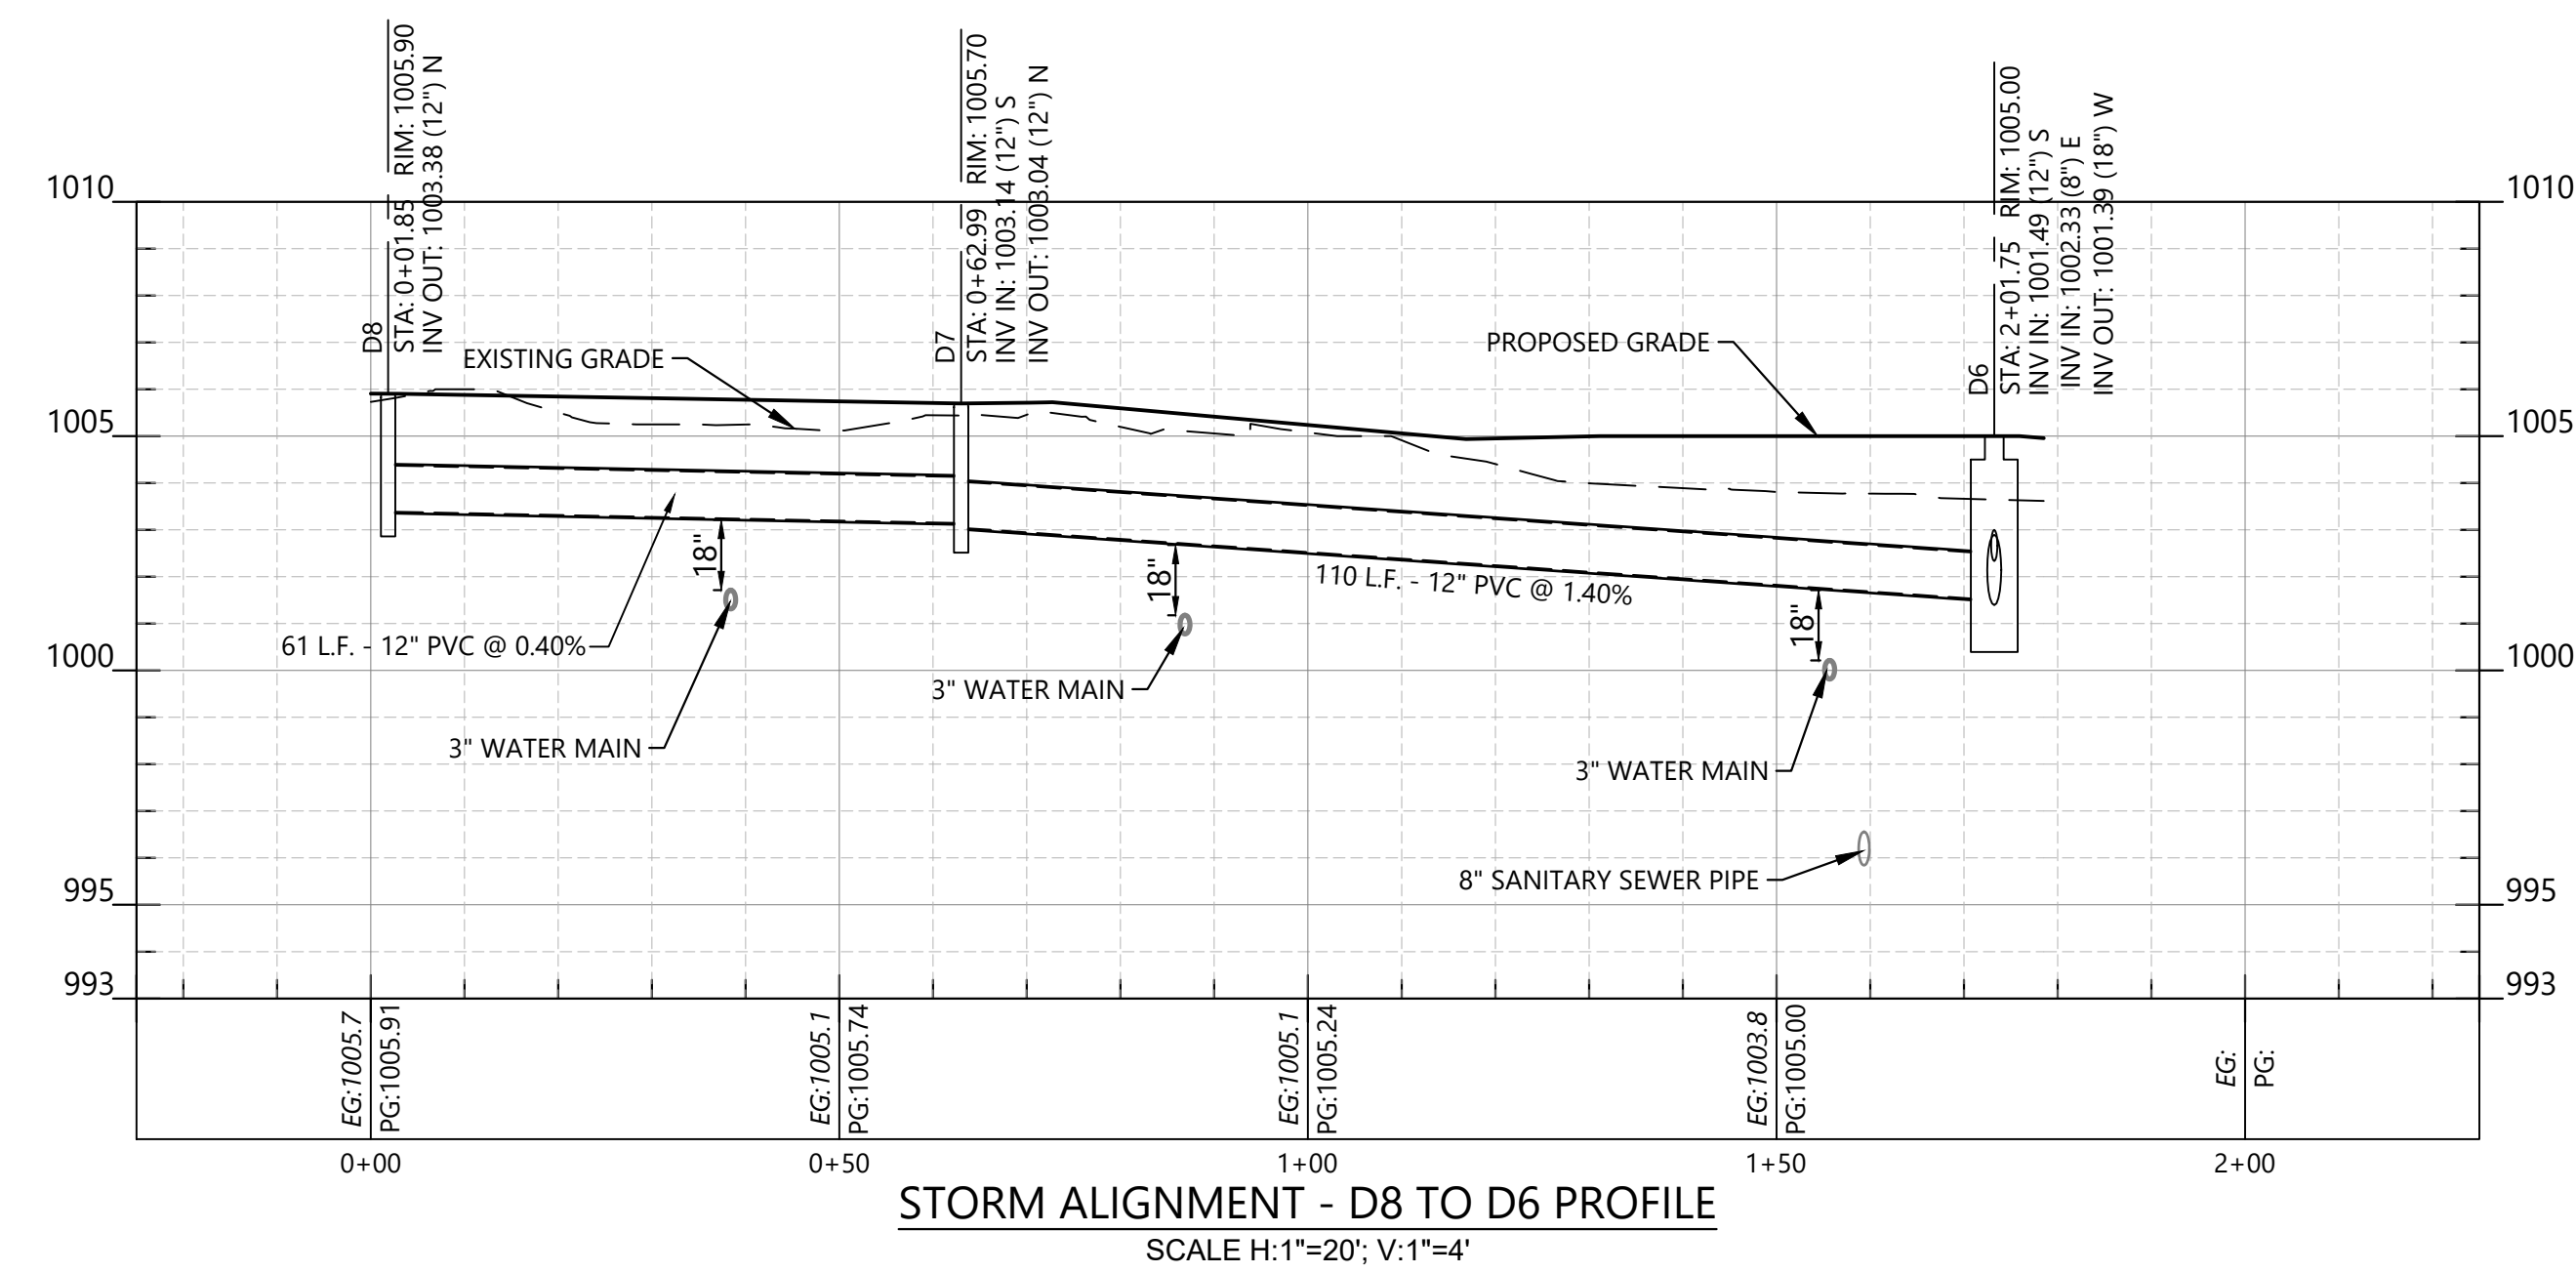 D8
STA: 0+01.85 RIM: 1005.90
INV OUT: 1003.38 (12") N
D7
STA: 0+62.99 RIM: 1005.70
INV IN: 1003.14 (12") S
INV OUT: 1003.04 (12") N
D6
STA: 2+01.75 RIM: 1005.00
INV IN: 1001.49 (12") S
INV IN: 1002.33 (8") E
INV OUT: 1001.39 (18") W
1010
1010
EXISTING GRADE
PROPOSED GRADE
1005
1005
18"
18"
18"
110 L.F. - 12" PVC @ 1.40%
61 L.F. - 12" PVC @ 0.40%
1000
1000
3" WATER MAIN
3" WATER MAIN
3" WATER MAIN
8" SANITARY SEWER PIPE
995
995
993
993
EG:1005.7
PG:1005.91
EG:1005.1
PG:1005.74
EG:1005.1
PG:1005.24
EG:1003.8
PG:1005.00
EG:
PG:
0+00
0+50
1+00
1+50
2+00
STORM ALIGNMENT - D8 TO D6 PROFILE
SCALE H:1"=20'; V:1"=4'